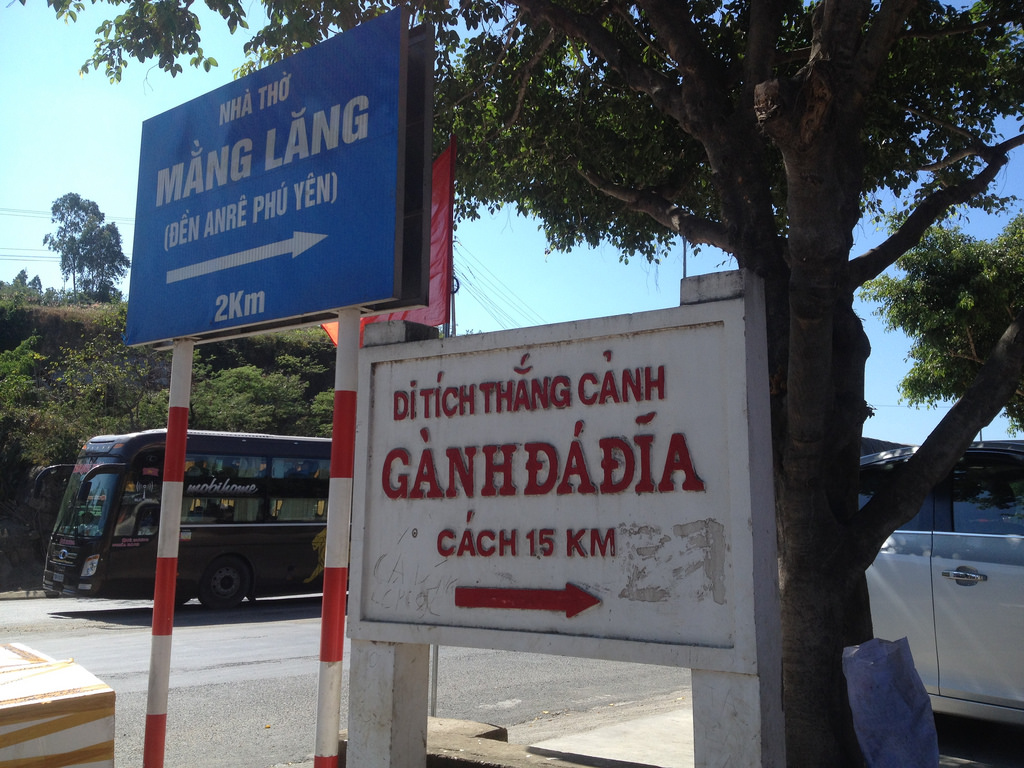 NHÀ THỜ
MẰNG LĂNG
(ĐỀN ANRÊ PHÚ YÊN)
2Km
DI TÍCH THẮNG CẢNH
GÀNH ĐÁ ĐĨA
CÁCH 15 KM
mobihome